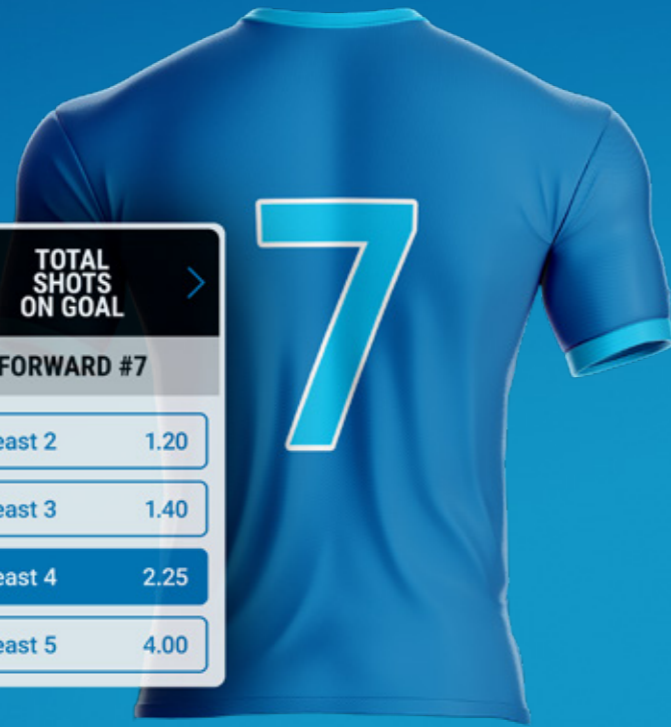 7
TOTAL
SHOTS
ON GOAL
FORWARD #7
east 2 1.20
east 3 1.40
east 4 2.25
east 5 4.00